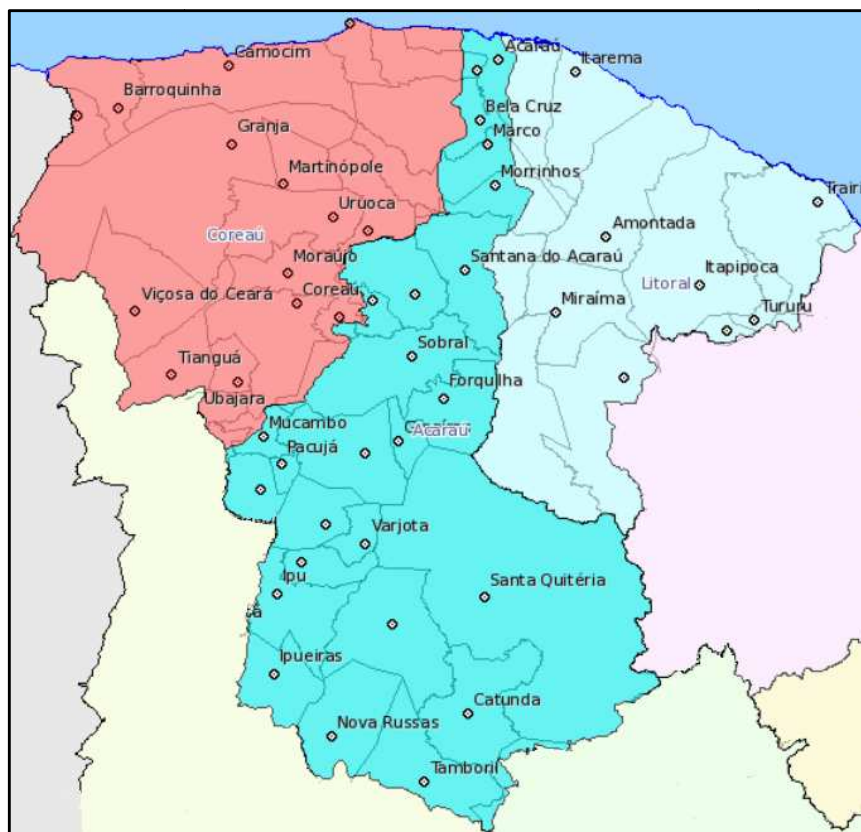 Acaraú
Camocim
Itarema
Barroquinha
Bela Cruz
Granja
Marco
Martinópole
Morrinhos
Trairi
Uruoca
Coreaú
Amontada
Moraújo
Santana do Acaraú
Itapipoca
Litoral
Viçosa do Ceará
Coreaú
Miraíma
Tururu
Sobral
Tianguá
Ubajara
Forquilha
Mucambo
Acaraú
Pacujá
Varjota
Ipu
Santa Quitéria
Ipueiras
Catunda
Nova Russas
Tamboril